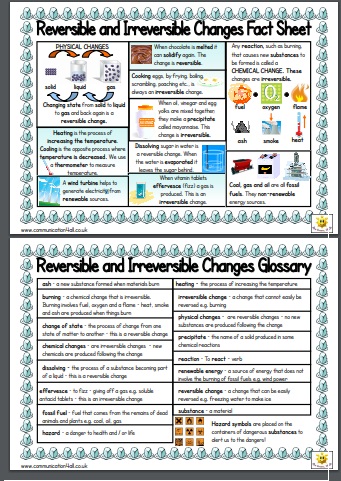 Reversible and Irreversible Changes Fact Sheet
PHYSICAL CHANGES
solid
liquid
gas
Changing state from solid to liquid
to gas and back again is a
reversible change.
Heating is the process of
increasing the temperature.
Cooling is the opposite process where
temperature is decreased. We use
a thermometer to measure
temperature.
A wind turbine helps to
generate electricity from
renewable sources.
When chocolate is melted it
can solidify again. The
change is reversible.
Cooking eggs, by frying, boiling,
scrambling, poaching etc.. is
always an irreversible change.
When oil, vinegar and egg
yolks are mixed together
they make a precipitate
called mayonnaise. This
change is irreversible.
Dissolving sugar in water is
a reversible change. When
the water is evaporated it
leaves the sugar behind.
When vitamin tablets
effervesce (fizz) a gas is
produced. This is an
irreversible change.
Any reaction, such as burning,
that causes new substances to
be formed is called a
CHEMICAL CHANGE. These
changes are irreversible.
fuel
oxygen
flame
ash
smoke
heat
Coal, gas and oil are all fossil
fuels. They non-renewable
energy sources.
www.communication4all.co.uk
Reversible and Irreversible Changes Glossary
ash - a new substance formed when materials burn
burning - a chemical change that is irreversible.
Burning involves fuel, oxygen and a flame - heat, smoke
and ash are produced when things burn
change of state - the process of change from one
state of matter to another - this is a reversible change
chemical changes - are irreversible changes - new
chemicals are produced following the change
dissolving - the process of a substance becoming part
of a liquid - this is a reversible change
effervesce - to fizz - giving off a gas e.g. soluble
antacid tablets - this is an irreversible change
fossil fuel - fuel that comes from the remains of dead
animals and plants e.g. coal, oil, gas
hazard - a danger to health and / or life
heating - the process of increasing the temperature
irreversible change - a change that cannot easily be
reversed e.g. burning
physical changes - are reversible changes - no new
substances are produced following the change
precipitate - the name of a solid produced in some
chemical reactions
reaction - To react - verb
renewable energy - a source of energy that does not
involve the burning of fossil fuels e.g. wind power
reversible change - a change that can be easily
reversed e.g. freezing water to make ice
substance - a material
Hazard symbols are placed on the
containers of dangerous substances to
alert us to the dangers!
www.communication4all.co.uk